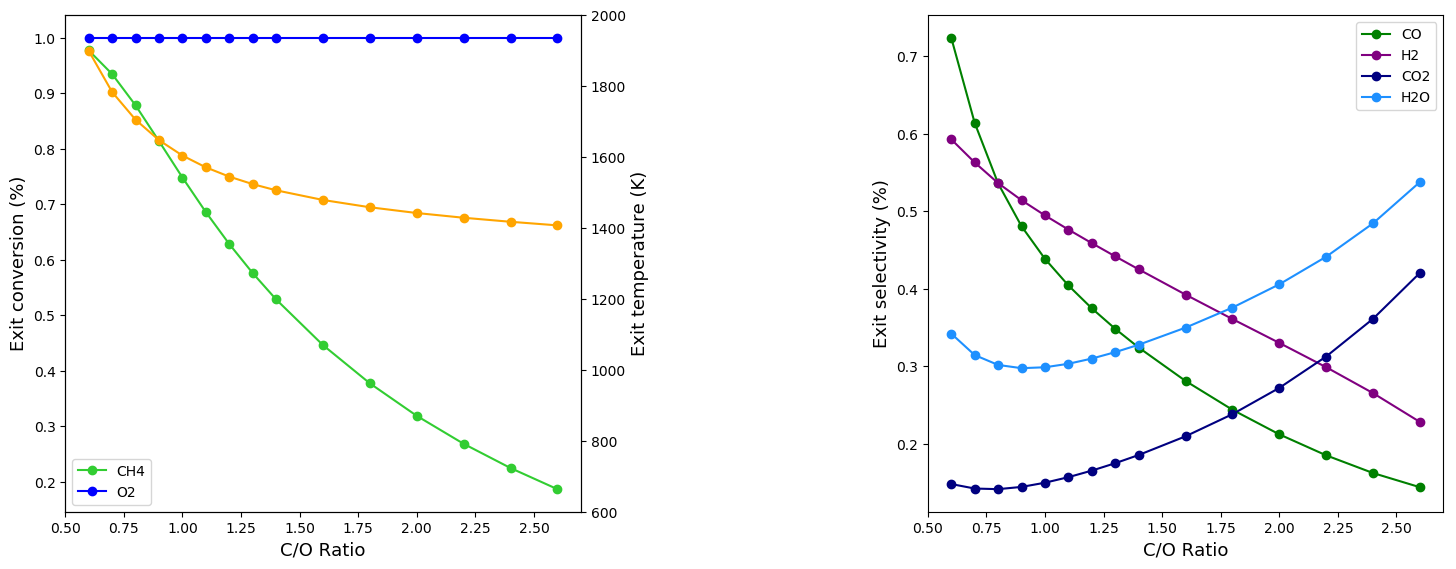 1.0
0.9
0.8
0.7
0.6
0.5
0.4
0.3
0.2
Exit conversion (%)
CH4
O2
0.50 0.75 1.00 1.25 1.50 1.75 2.00 2.25 2.50
C/O Ratio
2000
1800
1600
1400
1200
1000
800
600
Exit temperature (K)
0.7
0.6
0.5
0.4
0.3
0.2
Exit selectivity (%)
CO
H2
CO2
H2O
0.50 0.75 1.00 1.25 1.50 1.75 2.00 2.25 2.50
C/O Ratio